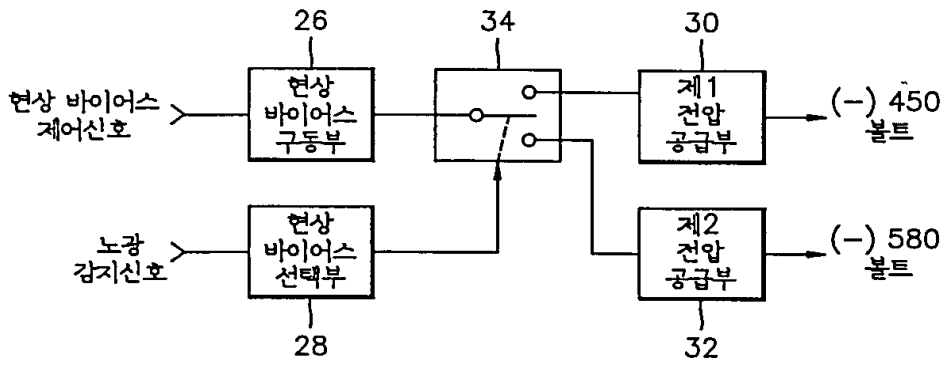 26
34
30
현상 바이어스
제어신호
현상
바이어스
구동부
제1
전압
공급부
(-) 450
볼트
노광
감지신호
현상
바이어스
선택부
제2
전압
공급부
(-) 580
볼트
28
32